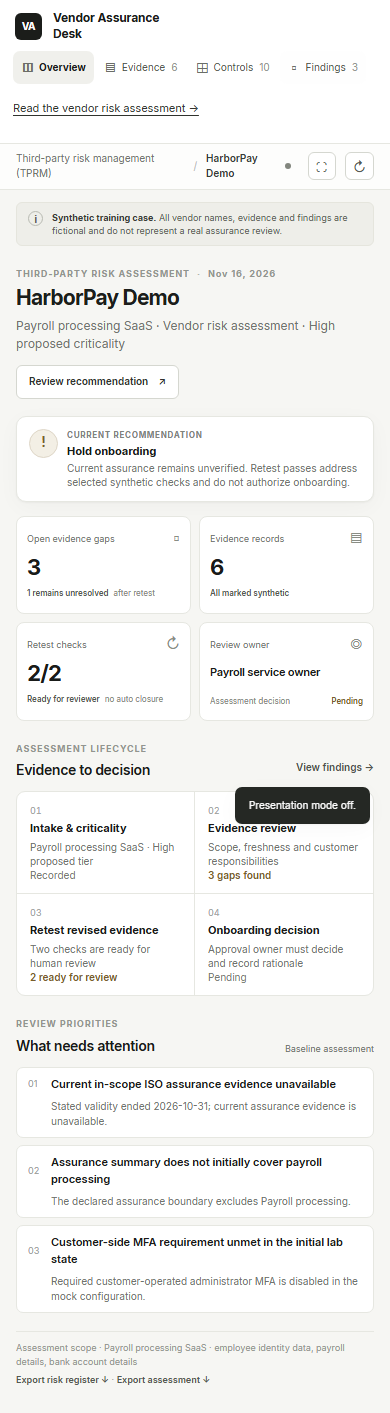 VA
Vendor Assurance
Desk
Overview
Evidence 6
Controls 10
Findings 3
Read the vendor risk assessment →
Third-party risk management
(TPRM)
/
HarborPay
Demo
Synthetic training case. All vendor names, evidence and findings are
fictional and do not represent a real assurance review.
THIRD-PARTY RISK ASSESSMENT · Nov 16, 2026
HarborPay Demo
Payroll processing SaaS · Vendor risk assessment · High
proposed criticality
Review recommendation ↗
!
CURRENT RECOMMENDATION
Hold onboarding
Current assurance remains unverified. Retest passes address
selected synthetic checks and do not authorize onboarding.
Open evidence gaps
3
1 remains unresolved after retest
Evidence records
6
All marked synthetic
Retest checks
2/2
Ready for reviewer no auto closure
Review owner
Payroll service owner
Assessment decision Pending
ASSESSMENT LIFECYCLE
Evidence to decision
View findings →
Presentation mode off.
01
Intake & criticality
Payroll processing SaaS · High
proposed tier
Recorded
02
Evidence review
Scope, freshness and customer
responsibilities
3 gaps found
03
Retest revised evidence
Two checks are ready for
human review
2 ready for review
04
Onboarding decision
Approval owner must decide
and record rationale
Pending
REVIEW PRIORITIES
What needs attention
Baseline assessment
01
Current in-scope ISO assurance evidence unavailable
Stated validity ended 2026-10-31; current assurance evidence is
unavailable.
02
Assurance summary does not initially cover payroll
processing
The declared assurance boundary excludes Payroll processing.
03
Customer-side MFA requirement unmet in the initial lab
state
Required customer-operated administrator MFA is disabled in the
mock configuration.
Assessment scope · Payroll processing SaaS · employee identity data, payroll
details, bank account details
Export risk register ↓ · Export assessment ↓